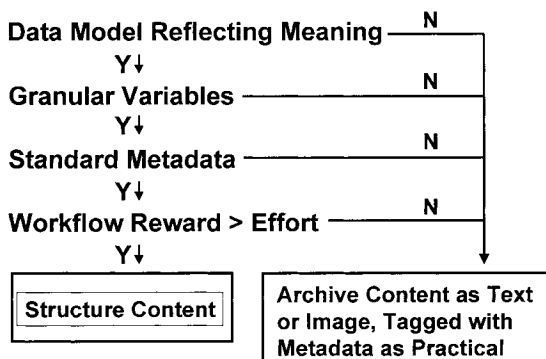 Data Model Reflecting Meaning N
Y↓
Granular Variables N
Y↓
Standard Metadata N
Y↓
Workflow Reward > Effort N
Y↓
Structure Content
Archive Content as Text
or Image, Tagged with
Metadata as Practical